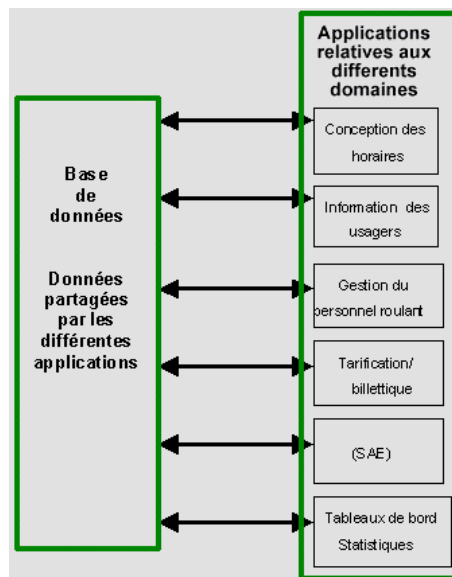 Applications
relatives aux
differents
domaines
Base
de
données
Données
partagées
par les
différentes
applications
Conception des
horaires
Information des
usagers
Gestion du
personnel roulant
Tarification/
billettique
(SAE)
Tableaux de bord
Statistiques